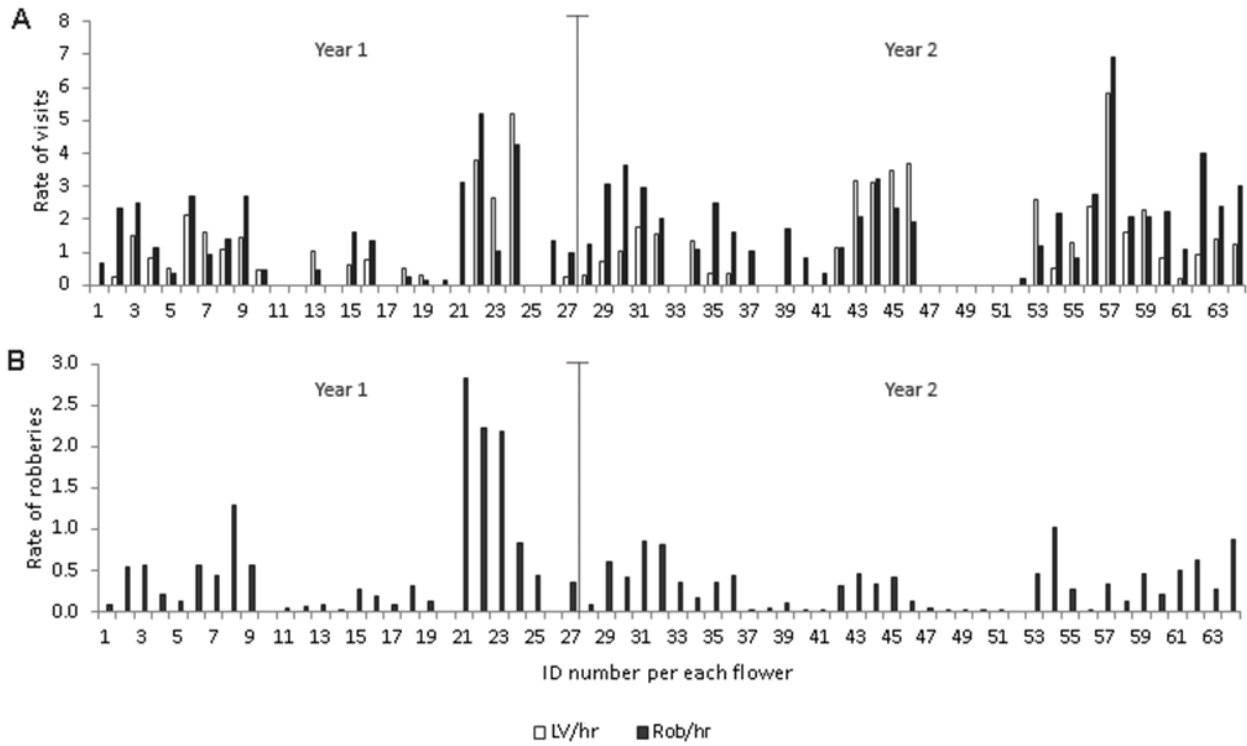 A
8
7
6
5
4
3
2
1
0
Rate of visits
Year 1
Year 2
1 3 5 7 9 11 13 15 17 19 21 23 25 27 29 31 33 35 37 39 41 43 45 47 49 51 53 55 57 59 61 63
B
3.0
2.5
2.0
1.5
1.0
0.5
0.0
Rate of robberies
Year 1
Year 2
1 3 5 7 9 11 13 15 17 19 21 23 25 27 29 31 33 35 37 39 41 43 45 47 49 51 53 55 57 59 61 63
ID number per each flower
LV/hr Rob/hr